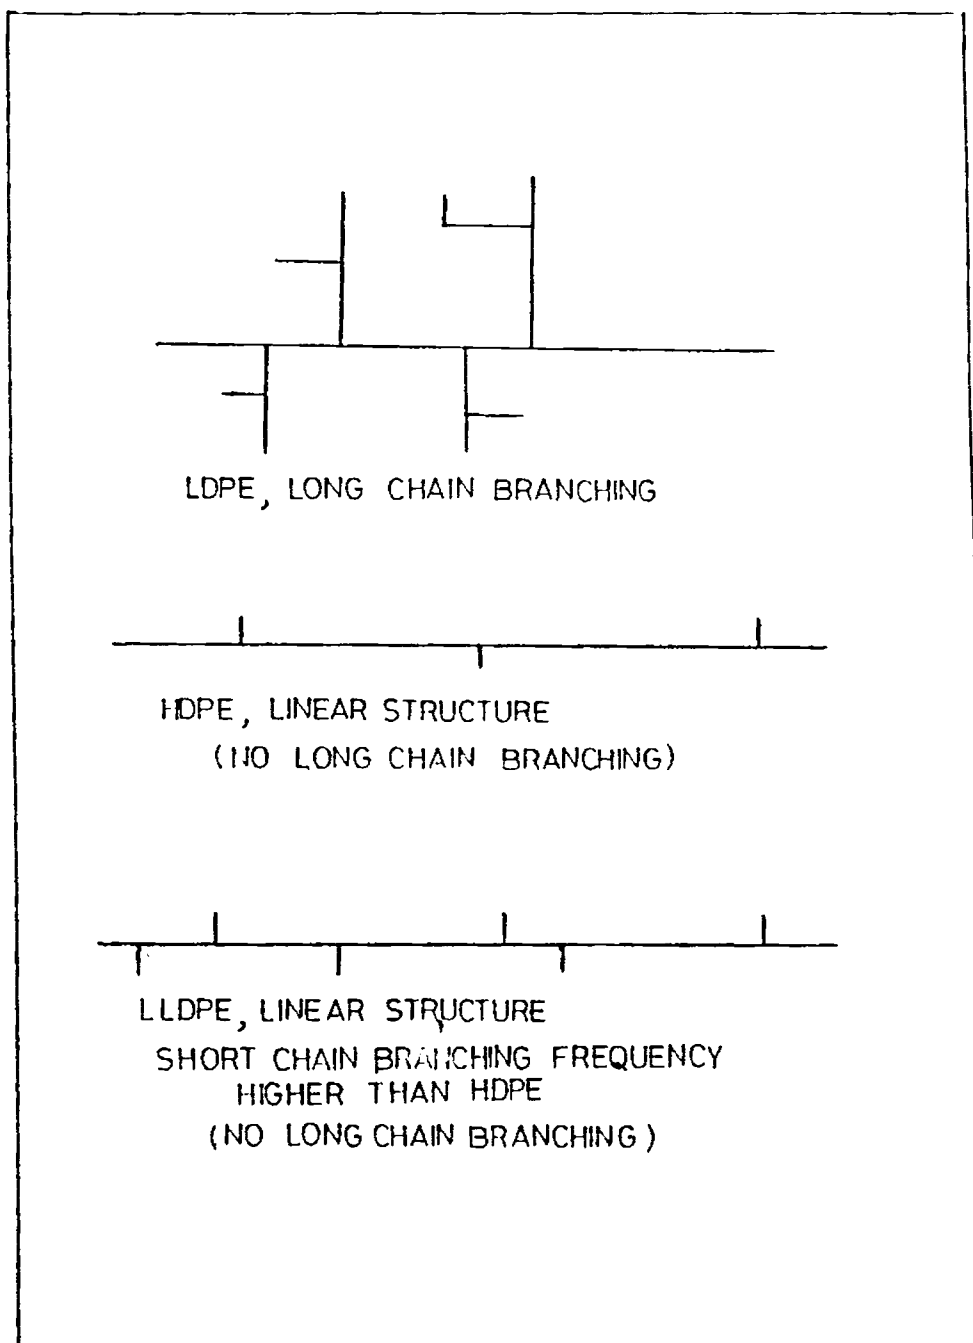 LDPE, LONG CHAIN BRANCHING
HDPE, LINEAR STRUCTURE
(NO LONG CHAIN BRANCHING)
LLDPE, LINEAR STRUCTURE
SHORT CHAIN BRANCHING FREQUENCY
HIGHER THAN HDPE
(NO LONG CHAIN BRANCHING)